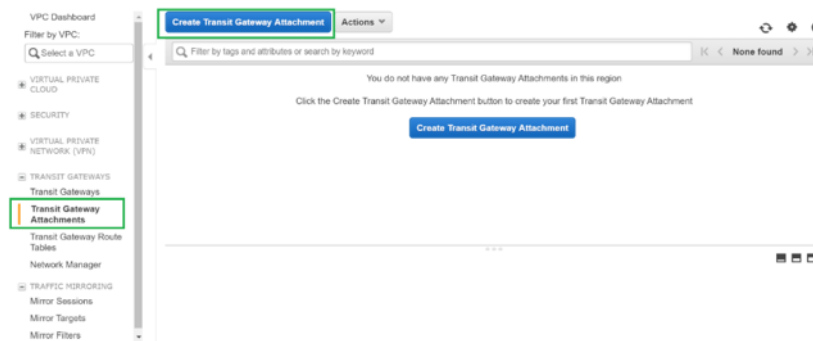 VPC Dashboard
Filter by VPC:
Select a VPC
VIRTUAL PRIVATE
CLOUD
SECURITY
VIRTUAL PRIVATE
NETWORK (VPN)
TRANSIT GATEWAYS
Transit Gateways
Transit Gateway
Attachments
Transit Gateway Route
Tables
Network Manager
TRAFFIC MIRRORING
Mirror Sessions
Mirror Targets
Mirror Filters
Create Transit Gateway Attachment
Actions
Filter by tags and attributes or search by keyword
None found
You do not have any Transit Gateway Attachments in this region
Click the Create Transit Gateway Attachment button to create your first Transit Gateway Attachment
Create Transit Gateway Attachment